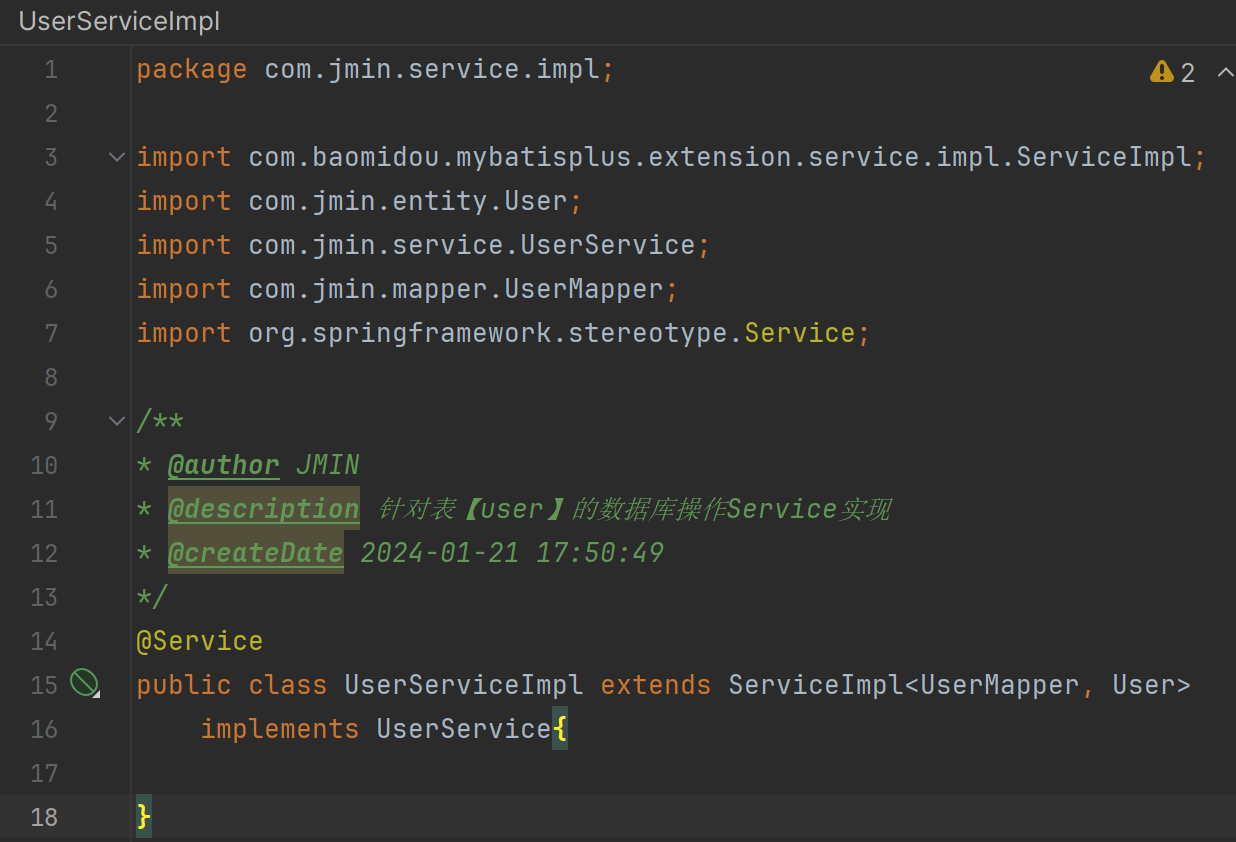 UserServiceImpl
1 package com.jmin.service.impl;
2
2
3 import com.baomidou.mybatisplus.extension.service.impl.ServiceImpl;
4 import com.jmin.entity.User;
5 import com.jmin.service.UserService;
6 import com.jmin.mapper.UserMapper;
7 import org.springframework.stereotype.Service;
8
9 /**
10 * @author JMIN
11 * @description 针对表【user】的数据库操作Service实现
12 * @createDate 2024-01-21 17:50:49
13 */
14 @Service
15 public class UserServiceImpl extends ServiceImpl<UserMapper, User>
16 implements UserService{
17
18 }